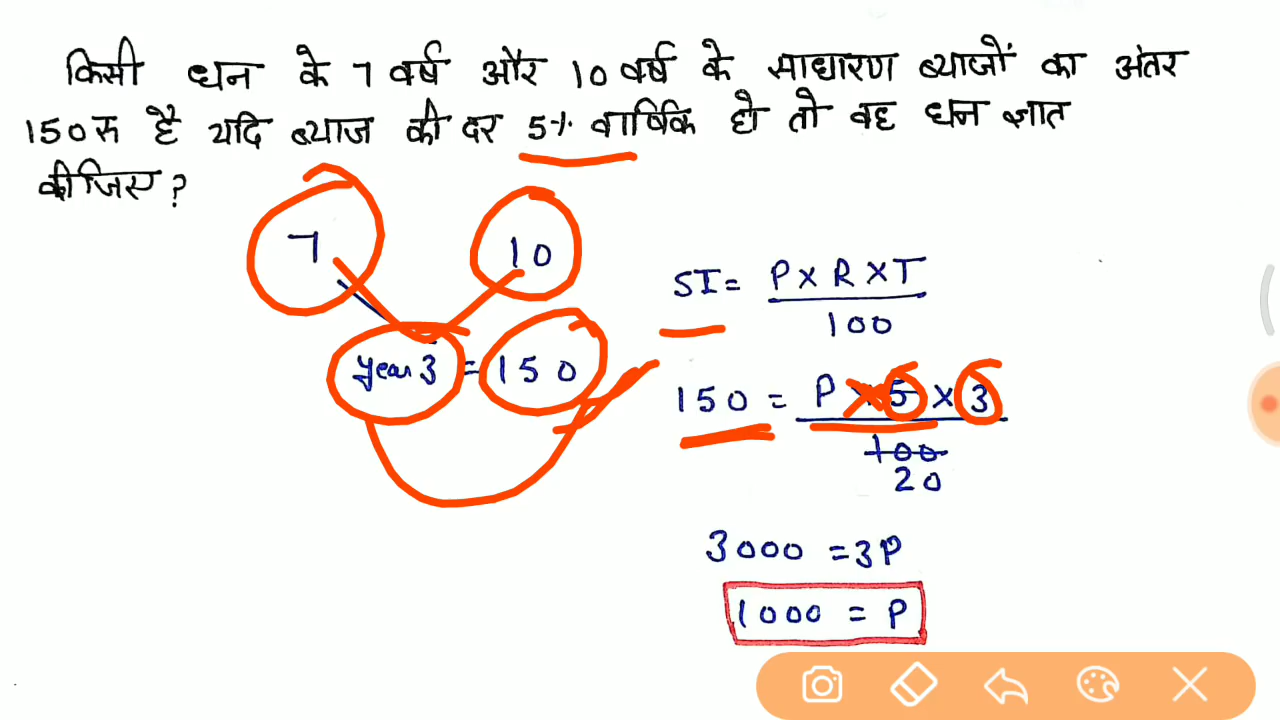 किसी धन के 7 वर्ष और 10 वर्ष के साधारण ब्याजों का अंतर
150 रु है यदि ब्याज की दर 5% वार्षिक हो तो वह धन ज्ञात
कीजिए ?
7 10
year 3 = 150
SI = P × R × T
100
150 = P × 5 × 3
100
20
3000 = 3P
1000 = P